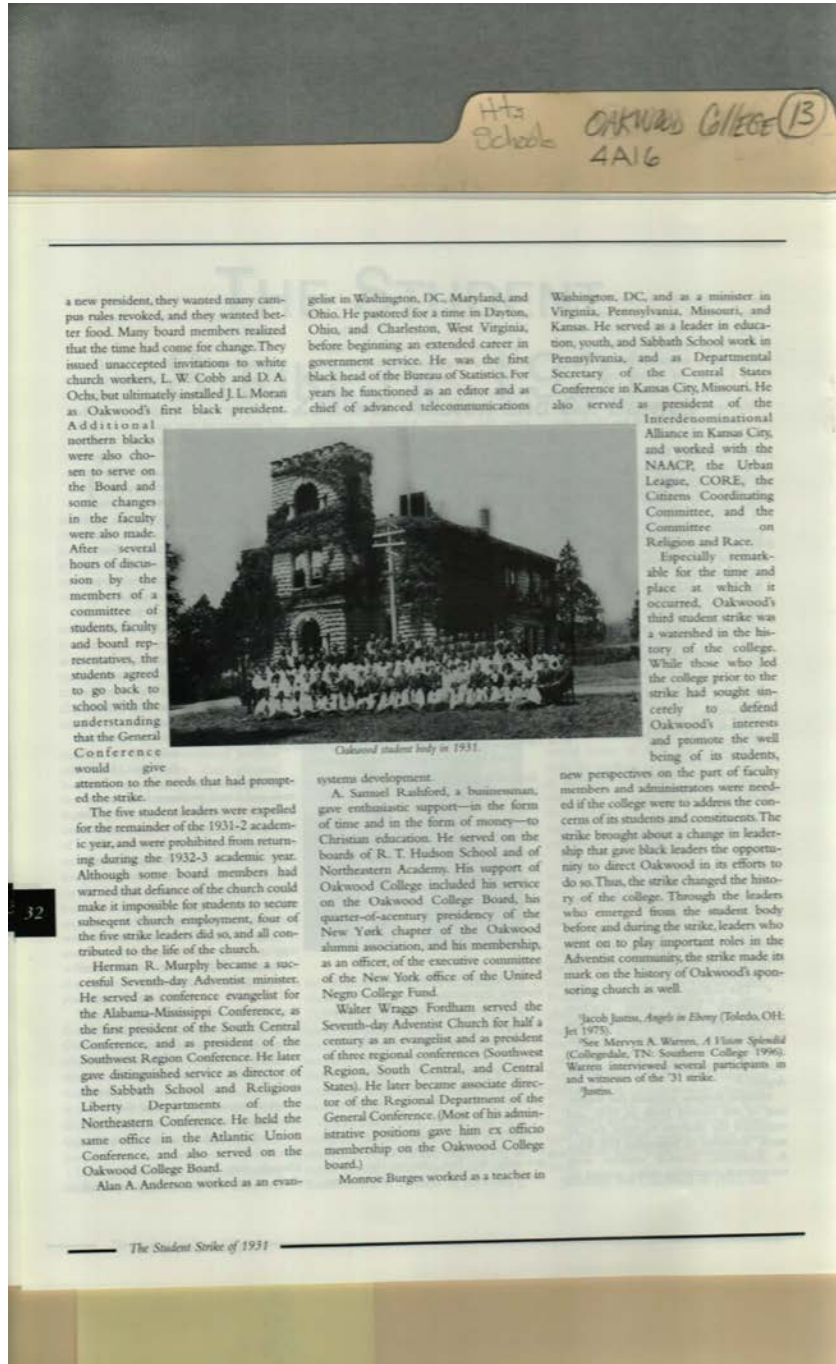 Hts
Schools
OAKWOOD COllEGE 13
4A16
a new president, they wanted many cam-
pus rules revoked, and they wanted bet-
ter food. Many board members realized
that the time had come for change. They
issued unaccepted invitations to white
church workers, L. W. Cobb and D. A.
Ochs, but ultimately installed J. L. Moran
as Oakwood's first black president.
Additional
northern blacks
were also cho-
sen to serve on
the Board and
some changes
in the faculty
were also made.
After several
hours of discus-
sion by the
members of a
committee of
students, faculty
and board rep-
resentatives, the
students agreed
to go back to
school with the
understanding
that the General
Conference
would give
attention to the needs that had prompt-
ed the strike.
The five student leaders were expelled
for the remainder of the 1931-2 academ-
ic year, and were prohibited from return-
ing during the 1932-3 academic year.
Although some board members had
warned that defiance of the church could
make it impossible for students to secure
subseqent church employment, four of
the five strike leaders did so, and all con-
tributed to the life of the church.
Herman R. Murphy became a suc-
cessful Seventh-day Adventist minister.
He served as conference evangelist for
the Alabama-Mississippi Conference, as
the first president of the South Central
Conference, and as president of the
Southwest Region Conference. He later
gave distinguished service as director of
the Sabbath School and Religious
Liberty Departments of the
Northeastern Conference. He held the
same office in the Atlantic Union
Conference, and also served on the
Oakwood College Board.
Alan A. Anderson worked as an evan-
gelist in Washington, DC, Maryland, and
Ohio. He pastored for a time in Dayton,
Ohio, and Charleston, West Virginia,
before beginning an extended career in
government service. He was the first
black head of the Bureau of Statistics. For
years he functioned as an editor and as
chief of advanced telecommunications
Oakwood student body in 1931.
systems development.
A. Samuel Rashford, a businessman,
gave enthusiastic support—in the form
of time and in the form of money—to
Christian education. He served on the
boards of R. T. Hudson School and of
Northeastern Academy. His support of
Oakwood College included his service
on the Oakwood College Board, his
quarter-of-acentury presidency of the
New York chapter of the Oakwood
alumni association, and his membership,
as an officer, of the executive committee
of the New York office of the United
Negro College Fund.
Walter Wraggs Fordham served the
Seventh-day Adventist Church for half a
century as an evangelist and as president
of three regional conferences (Southwest
Region, South Central, and Central
States). He later became associate direc-
tor of the Regional Department of the
General Conference. (Most of his admin-
istrative positions gave him ex officio
membership on the Oakwood College
board.)
Monroe Burges worked as a teacher in
Washington, DC, and as a minister in
Virginia, Pennsylvania, Missouri, and
Kansas. He served as a leader in educa-
tion, youth, and Sabbath School work in
Pennsylvania, and as Departmental
Secretary of the Central States
Conference in Kansas City, Missouri. He
also served as president of the
Interdenominational
Alliance in Kansas City,
and worked with the
NAACP, the Urban
League, CORE, the
Citizens Coordinating
Committee, and the
Committee on
Religion and Race.
Especially remark-
able for the time and
place at which it
occurred, Oakwood's
third student strike was
a watershed in the his-
tory of the college.
While those who led
the college prior to the
strike had sought sin-
cerely to defend
Oakwood's interests
and promote the well
being of its students,
new perspectives on the part of faculty
members and administrators were need-
ed if the college were to address the con-
cerns of its students and constituents. The
strike brought about a change in leader-
ship that gave black leaders the opportu-
nity to direct Oakwood in its efforts to
do so. Thus, the strike changed the histo-
ry of the college. Through the leaders
who emerged from the student body
before and during the strike, leaders who
went on to play important roles in the
Adventist community, the strike made its
mark on the history of Oakwood's spon-
soring church as well.
Jacob Justiss, Angels in Ebony (Toledo, OH:
Jet 1975).
See Mervyn A. Warren, A Vision Splendid
(Collegedale, TN: Southern College 1996).
Warren interviewed several participants in
and witnesses of the '31 strike.
Justiss.
32
The Student Strike of 1931